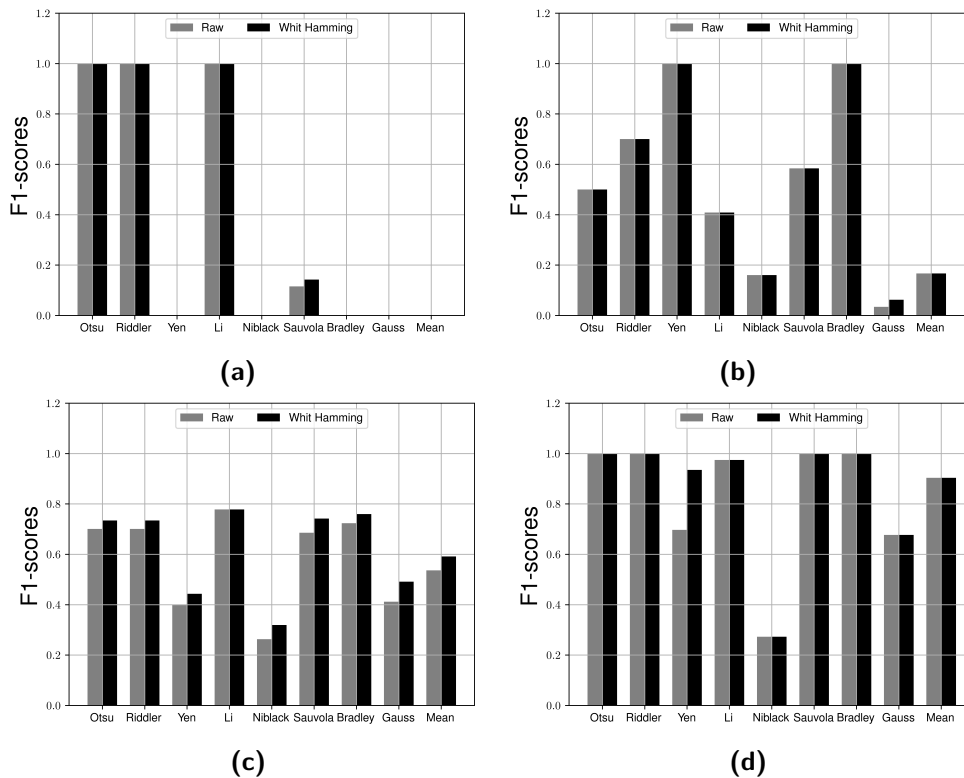 Raw Whit Hamming
F1-scores
1.2
1.0
0.8
0.6
0.4
0.2
0.0
Otsu Riddler Yen Li Niblack Sauvola Bradley Gauss Mean
(a)
Raw Whit Hamming
F1-scores
1.2
1.0
0.8
0.6
0.4
0.2
0.0
Otsu Riddler Yen Li Niblack Sauvola Bradley Gauss Mean
(b)
Raw Whit Hamming
F1-scores
1.2
1.0
0.8
0.6
0.4
0.2
0.0
Otsu Riddler Yen Li Niblack Sauvola Bradley Gauss Mean
(c)
Raw Whit Hamming
F1-scores
1.2
1.0
0.8
0.6
0.4
0.2
0.0
Otsu Riddler Yen Li Niblack Sauvola Bradley Gauss Mean
(d)